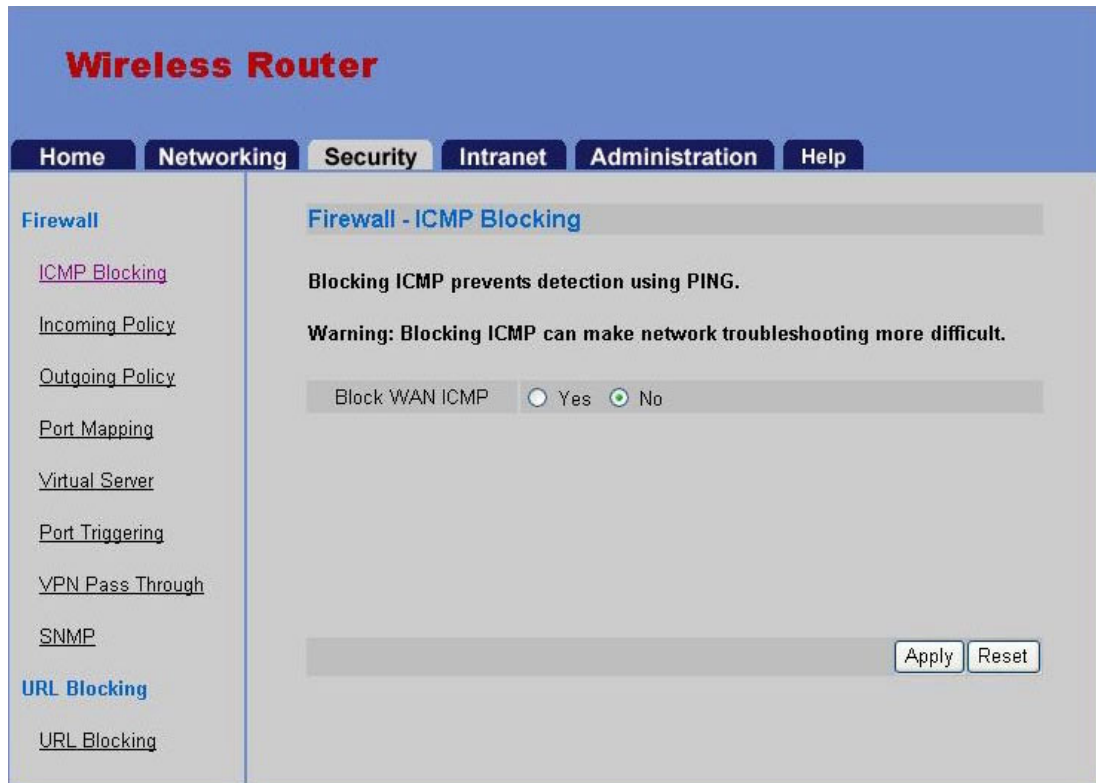 Wireless Router
Home Networking Security Intranet Administration Help
Firewall
ICMP Blocking
Incoming Policy
Outgoing Policy
Port Mapping
Virtual Server
Port Triggering
VPN Pass Through
SNMP
URL Blocking
URL Blocking
Firewall - ICMP Blocking
Blocking ICMP prevents detection using PING.
Warning: Blocking ICMP can make network troubleshooting more difficult.
Block WAN ICMP Yes No
Apply Reset